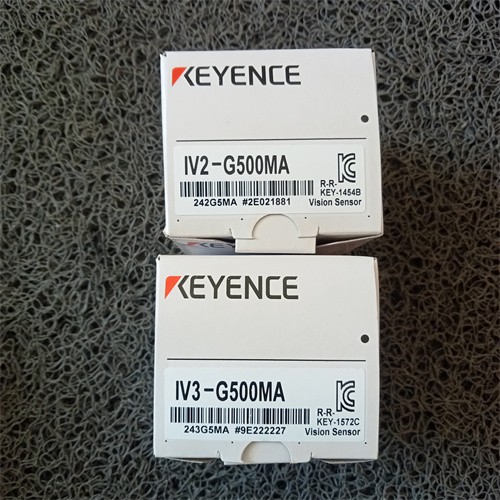 KEYENCE
IV2-G500MA
R-R-
KEY-1454B
242G5MA #2E021881
Vision Sensor
KEYENCE
IV3-G500MA
R-R-
KEY-1572C
243G5MA #9E222227
Vision Sensor